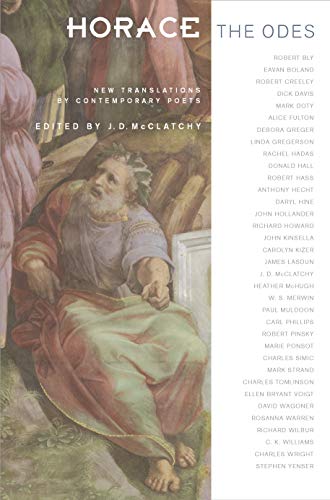 HORACE THE ODES
NEW TRANSLATIONS
BY CONTEMPORARY POETS
EDITED BY J. D. McCLATCHY
ROBERT BLY
EAVAN BOLAND
ROBERT CREELEY
DICK DAVIS
MARK DOTY
ALICE FULTON
DEBORA GREGER
LINDA GREGERSON
RACHEL HADAS
DONALD HALL
ROBERT HASS
ANTHONY HECHT
DARYL HINE
JOHN HOLLANDER
RICHARD HOWARD
JOHN KINSELLA
CAROLYN KIZER
JAMES LASDUN
J. D. McCLATCHY
HEATHER McHUGH
W. S. MERWIN
PAUL MULDOON
CARL PHILLIPS
ROBERT PINSKY
MARIE PONSOT
CHARLES SIMIC
MARK STRAND
CHARLES TOMLINSON
ELLEN BRYANT VOIGT
DAVID WAGONER
ROSANNA WARREN
RICHARD WILBUR
C. K. WILLIAMS
CHARLES WRIGHT
STEPHEN YENSER